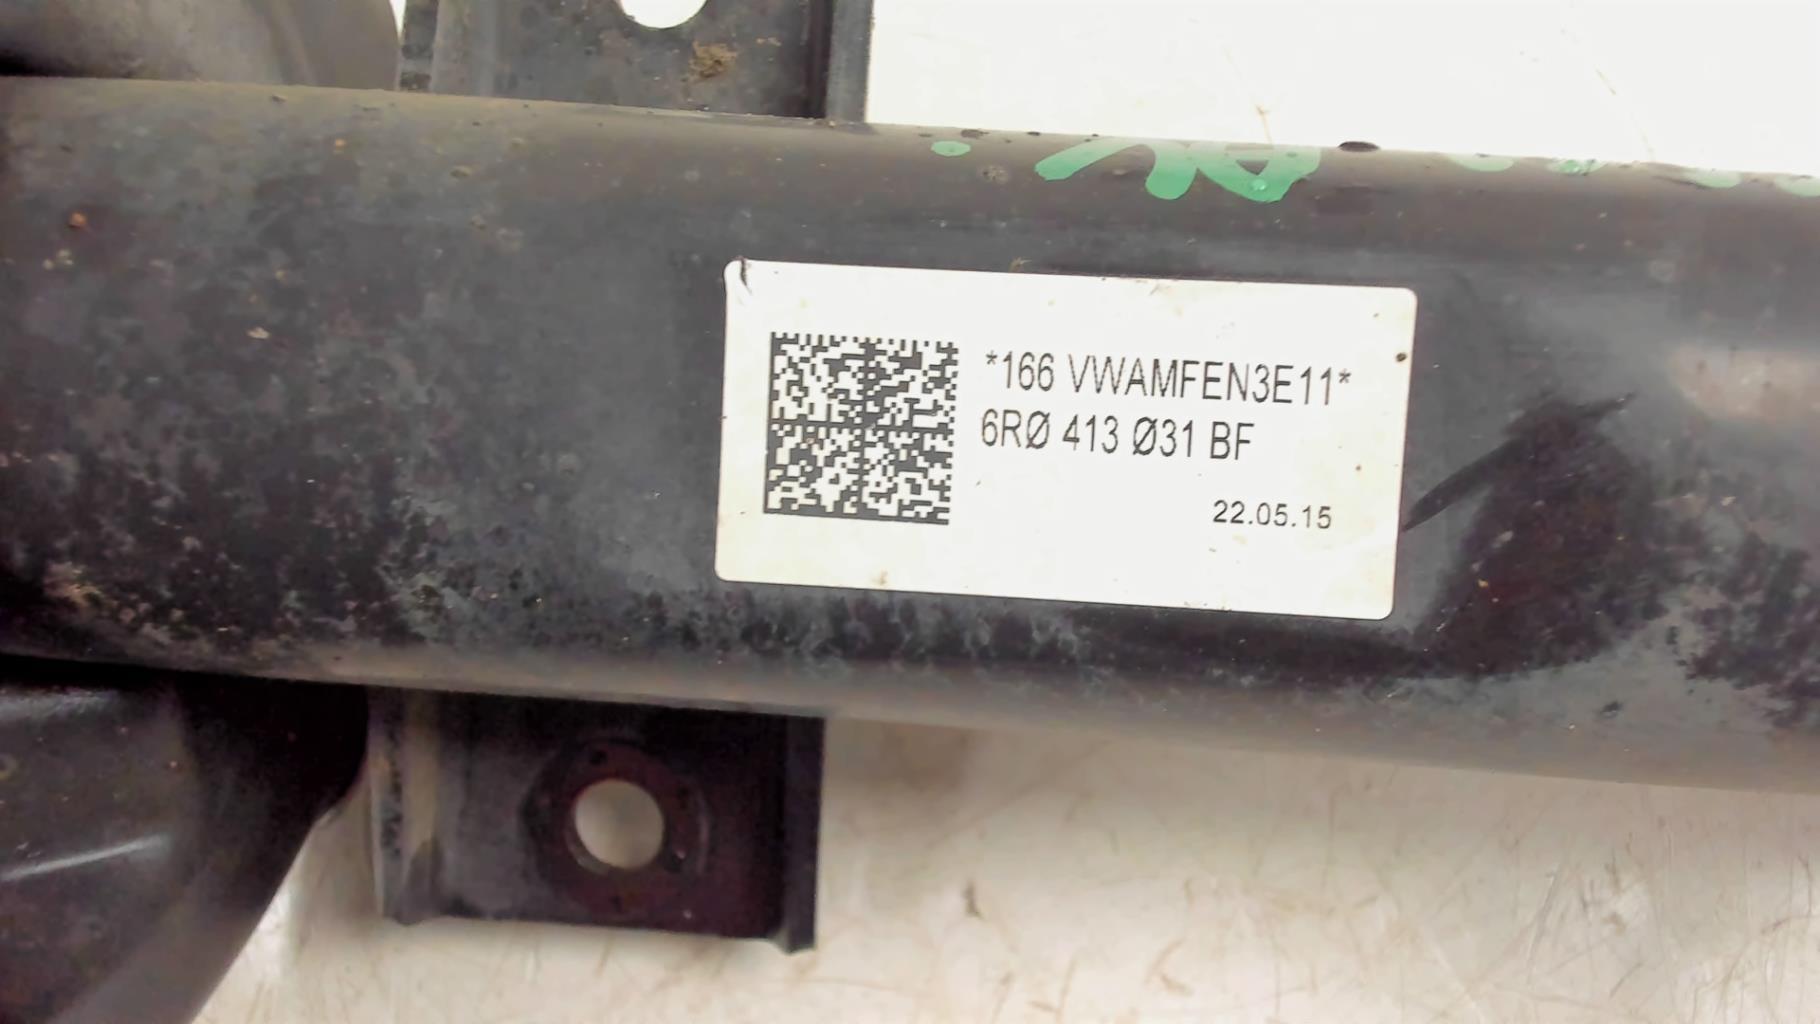 *166 VWAMFEN3E11*
6RØ 413 Ø31 BF
22.05.15